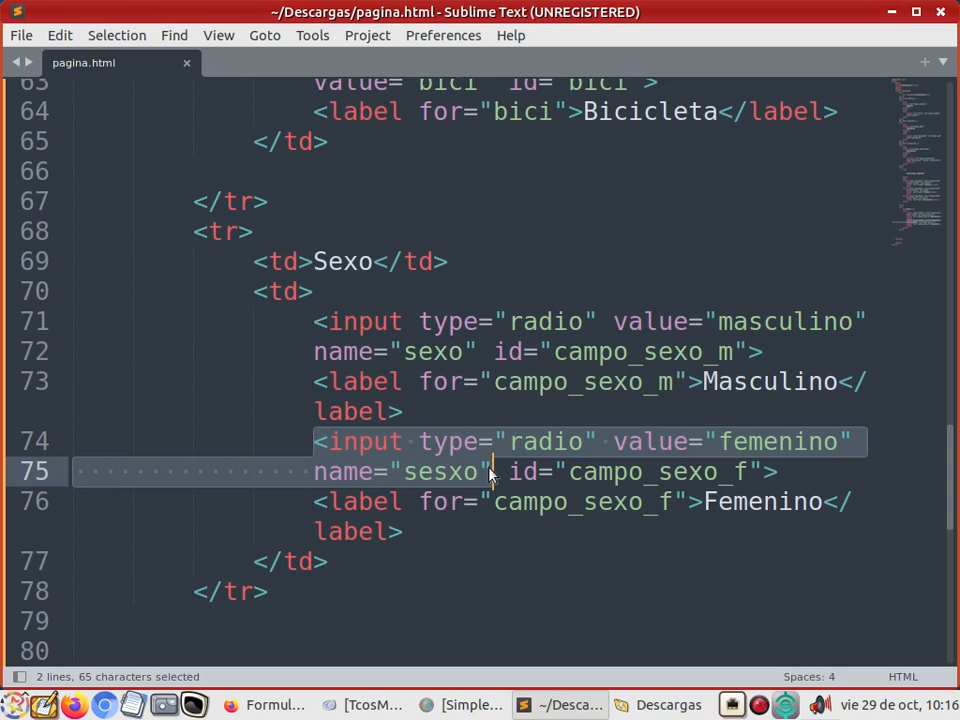 ~/Descargas/pagina.html - Sublime Text (UNREGISTERED)
File Edit Selection Find View Goto Tools Project Preferences Help
pagina.html
63 value="bici" id="bici">
64 <label for="bici">Bicicleta</label>
65 </td>
66
67 </tr>
68 <tr>
69 <td>Sexo</td>
70 <td>
71 <input type="radio" value="masculino"
72 name="sexo" id="campo_sexo_m">
73 <label for="campo_sexo_m">Masculino</
label>
74 <input type="radio" value="femenino"
75 name="sesxo" id="campo_sexo_f">
76 <label for="campo_sexo_f">Femenino</
label>
77 </td>
78 </tr>
79
80
2 lines, 65 characters selected Spaces: 4 HTML
Formul... [TcosM... [Simple... ~/Desca... Descargas vie 29 de oct, 10:16